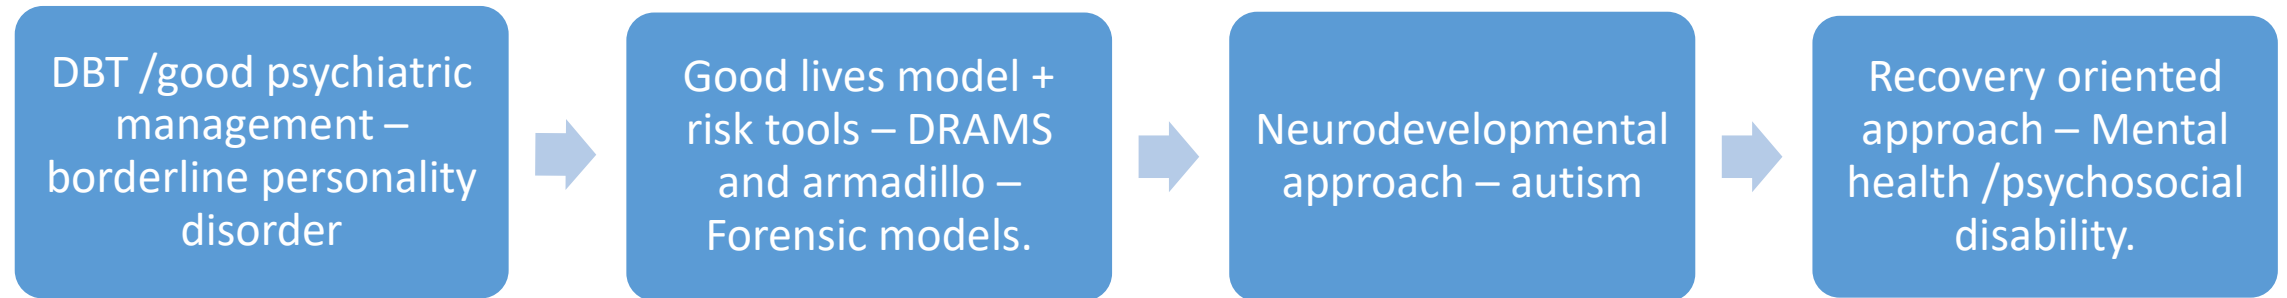 DBT /good psychiatric
management –
borderline personality
disorder
Good lives model +
risk tools – DRAMS
and armadillo –
Forensic models.
Neurodevelopmental
approach – autism
Recovery oriented
approach – Mental
health /psychosocial
disability.